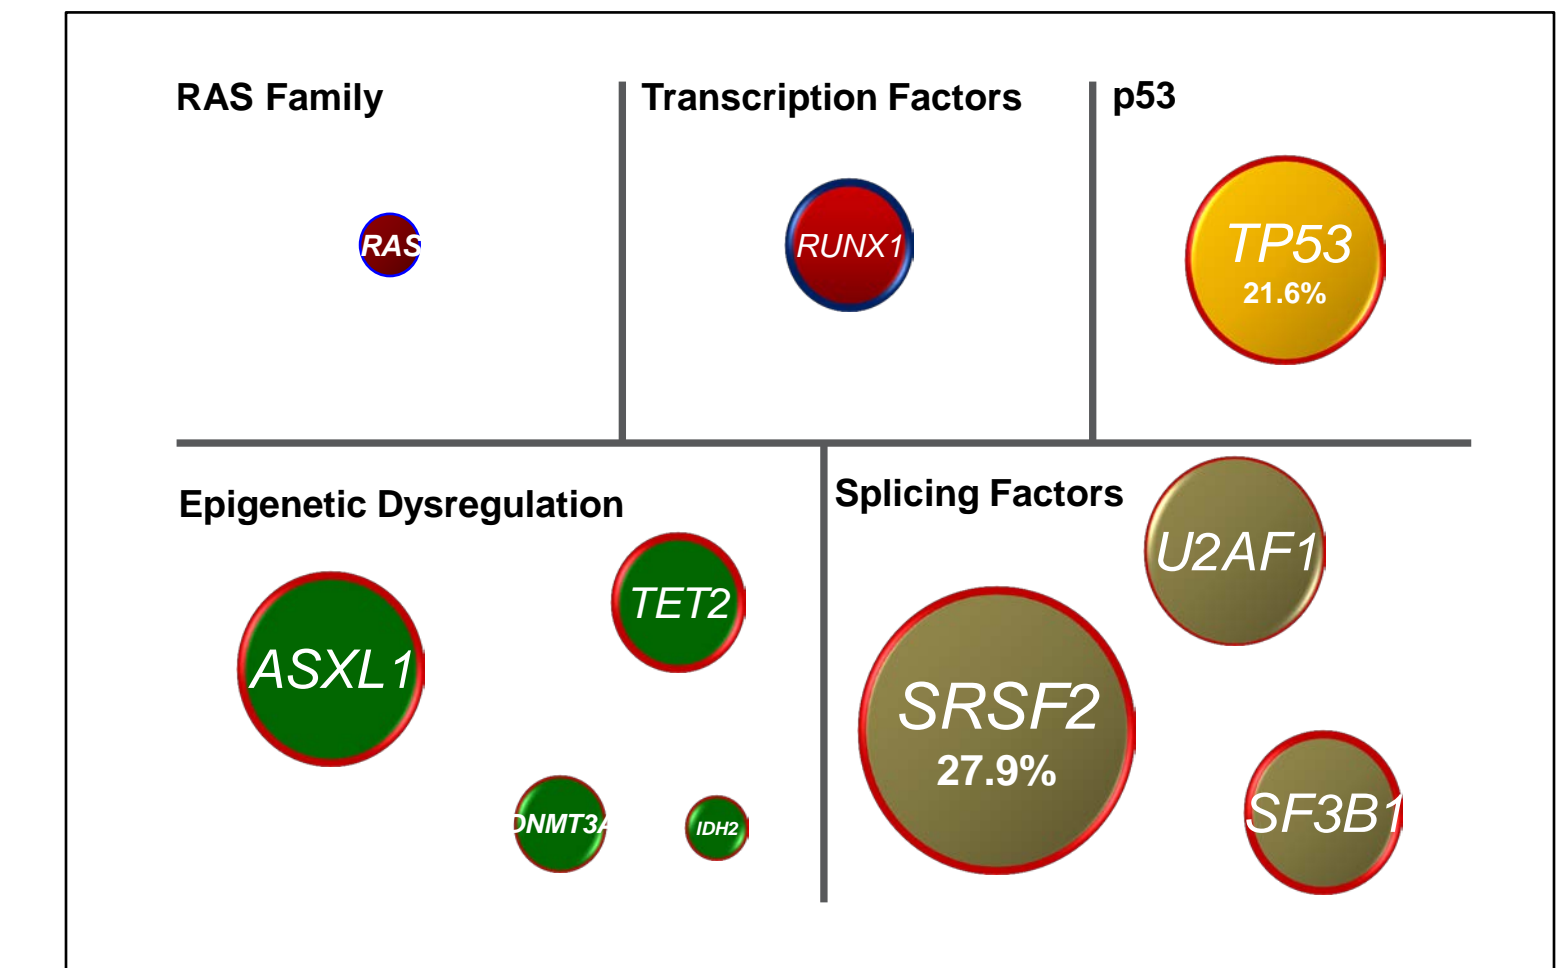 RAS Family
Transcription Factors
p53
RAS
RUNX1
TP53
21.6%
Epigenetic Dysregulation
Splicing Factors
U2AF1
TET2
ASXL1
SRSF2
27.9%
SF3B1
DNMT3A
IDH2